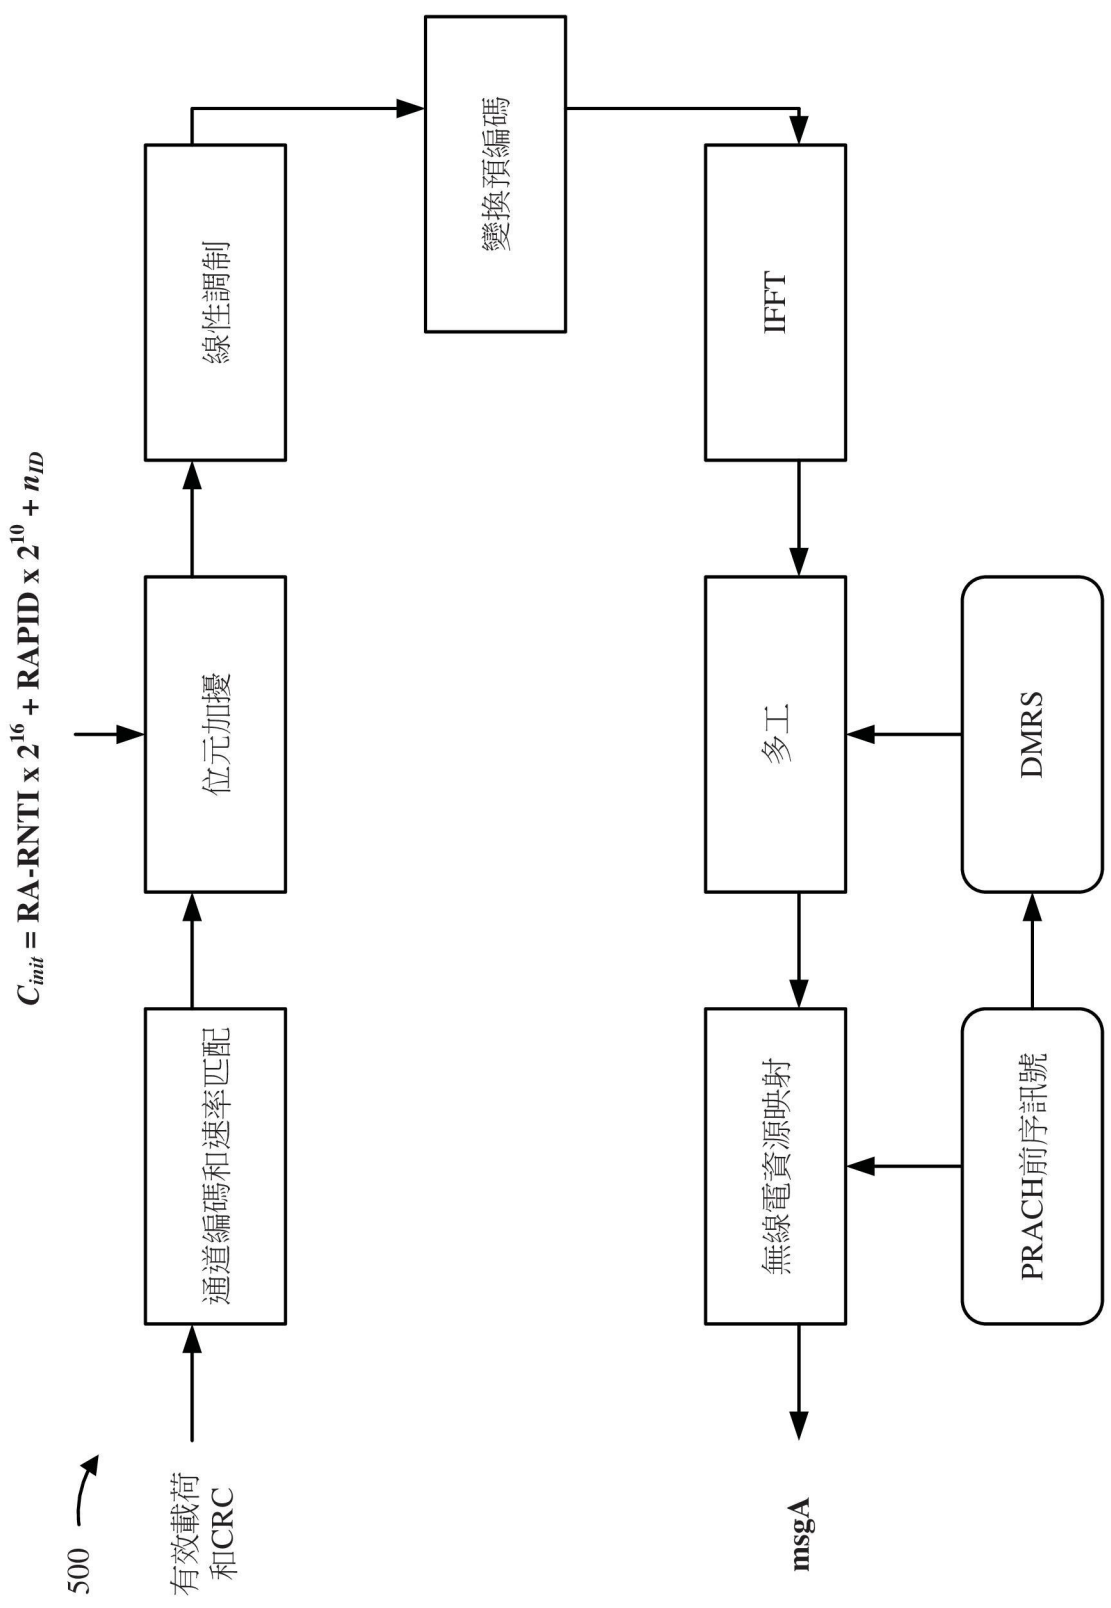 500
C_init = RA-RNTI x 2^16 + RAPID x 2^10 + n_ID
有效載荷
和CRC
通道編碼和速率匹配
位元加擾
線性調制
變換預編碼
IFFT
多工
無線電資源映射
msgA
PRACH前序訊號
DMRS